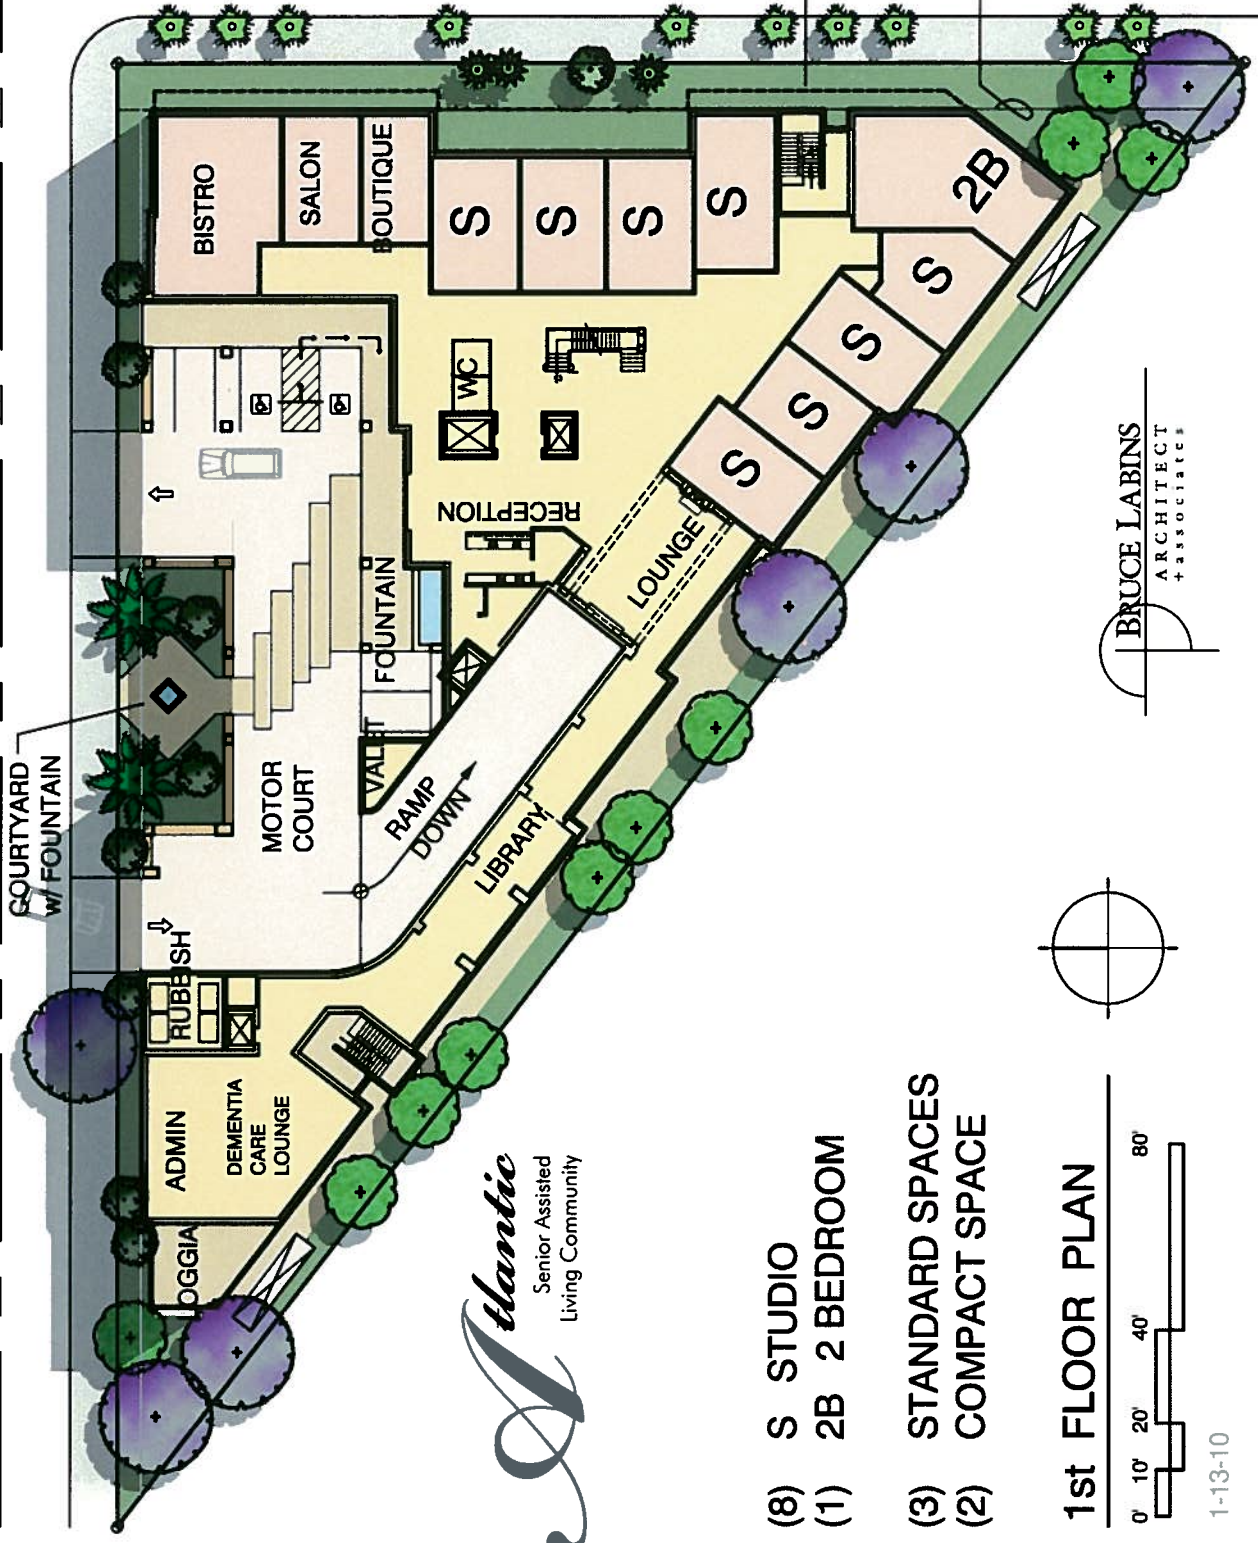 COURTYARD
w/ FOUNTAIN
BISTRO
SALON
BOUTIQUE
S
S
S
S
2B
S
S
S
S
WC
RECEPTION
LOUNGE
FOUNTAIN
VALET
MOTOR
COURT
RAMP
DOWN
LIBRARY
RUBBISH
ADMIN
DEMENTIA
CARE
LOUNGE
OGGIA
Atlantic
Senior Assisted
Living Community
(8) S STUDIO
(1) 2B 2 BEDROOM
(3) STANDARD SPACES
(2) COMPACT SPACE
1st FLOOR PLAN
0' 10' 20' 40' 80'
1-13-10
BRUCE LABINS
ARCHITECT
+associates